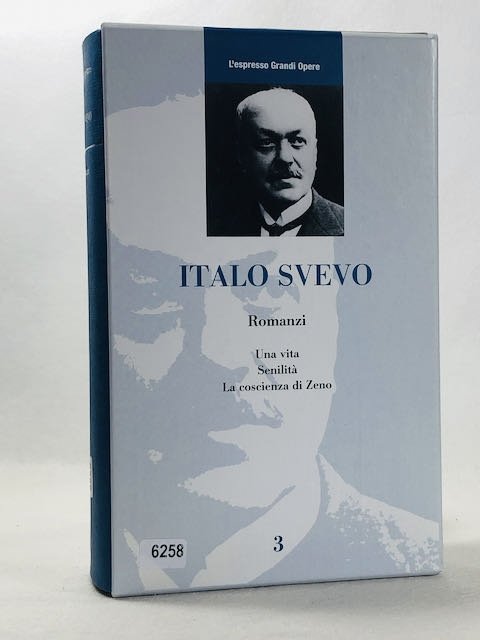 L'espresso Grandi Opere
ITALO SVEVO
Romanzi
Una vita
Senilità
La coscienza di Zeno
6258
3